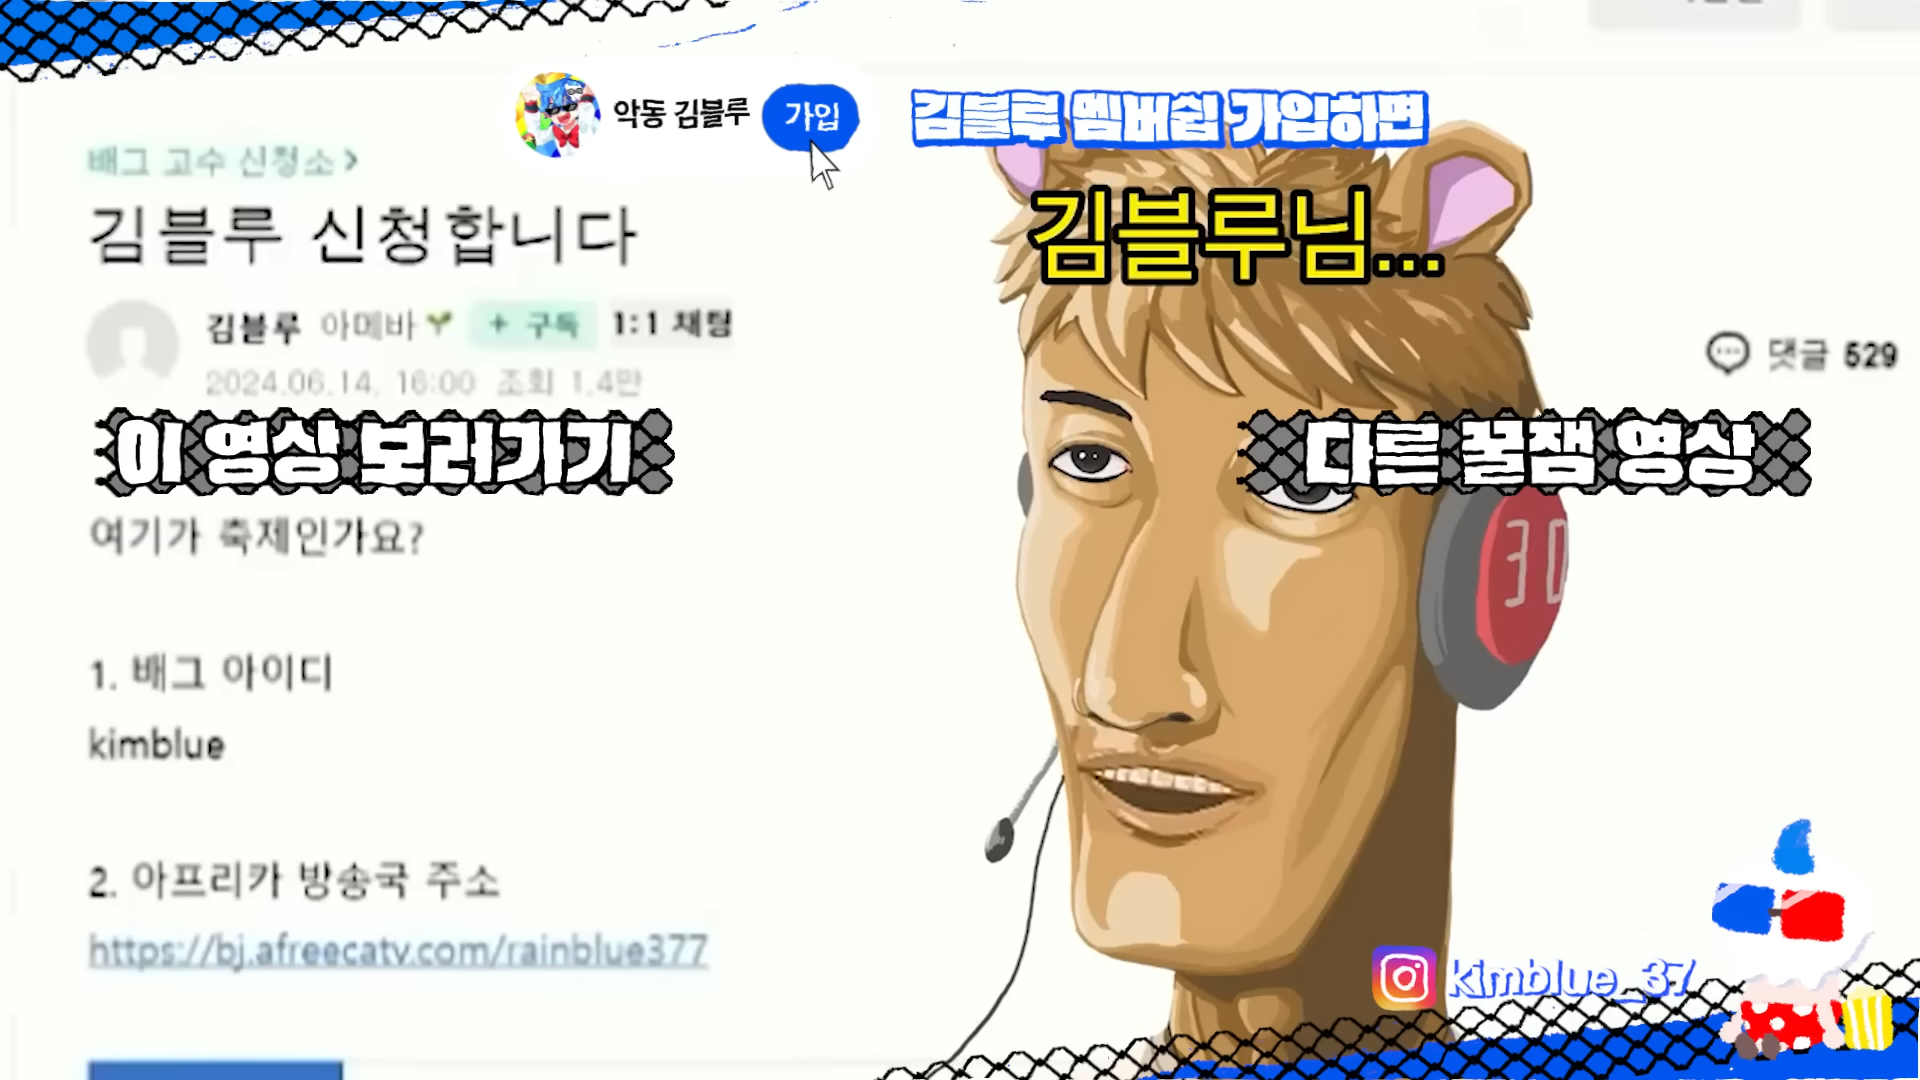 악동 김블루 가입
김블루 멤버쉽 가입하면
배그 고수 신청소 >
김블루 신청합니다
김블루님...
김블루 아메바 + 구독 1:1 채팅
2024.06.14. 16:00 조회 1.4만
댓글 529
이 영상 보러가기
다른 꿀잼 영상
여기가 축제인가요?
30
1. 배그 아이디
kimblue
2. 아프리카 방송국 주소
https://bj.afreecatv.com/rainblue377
kimblue_37